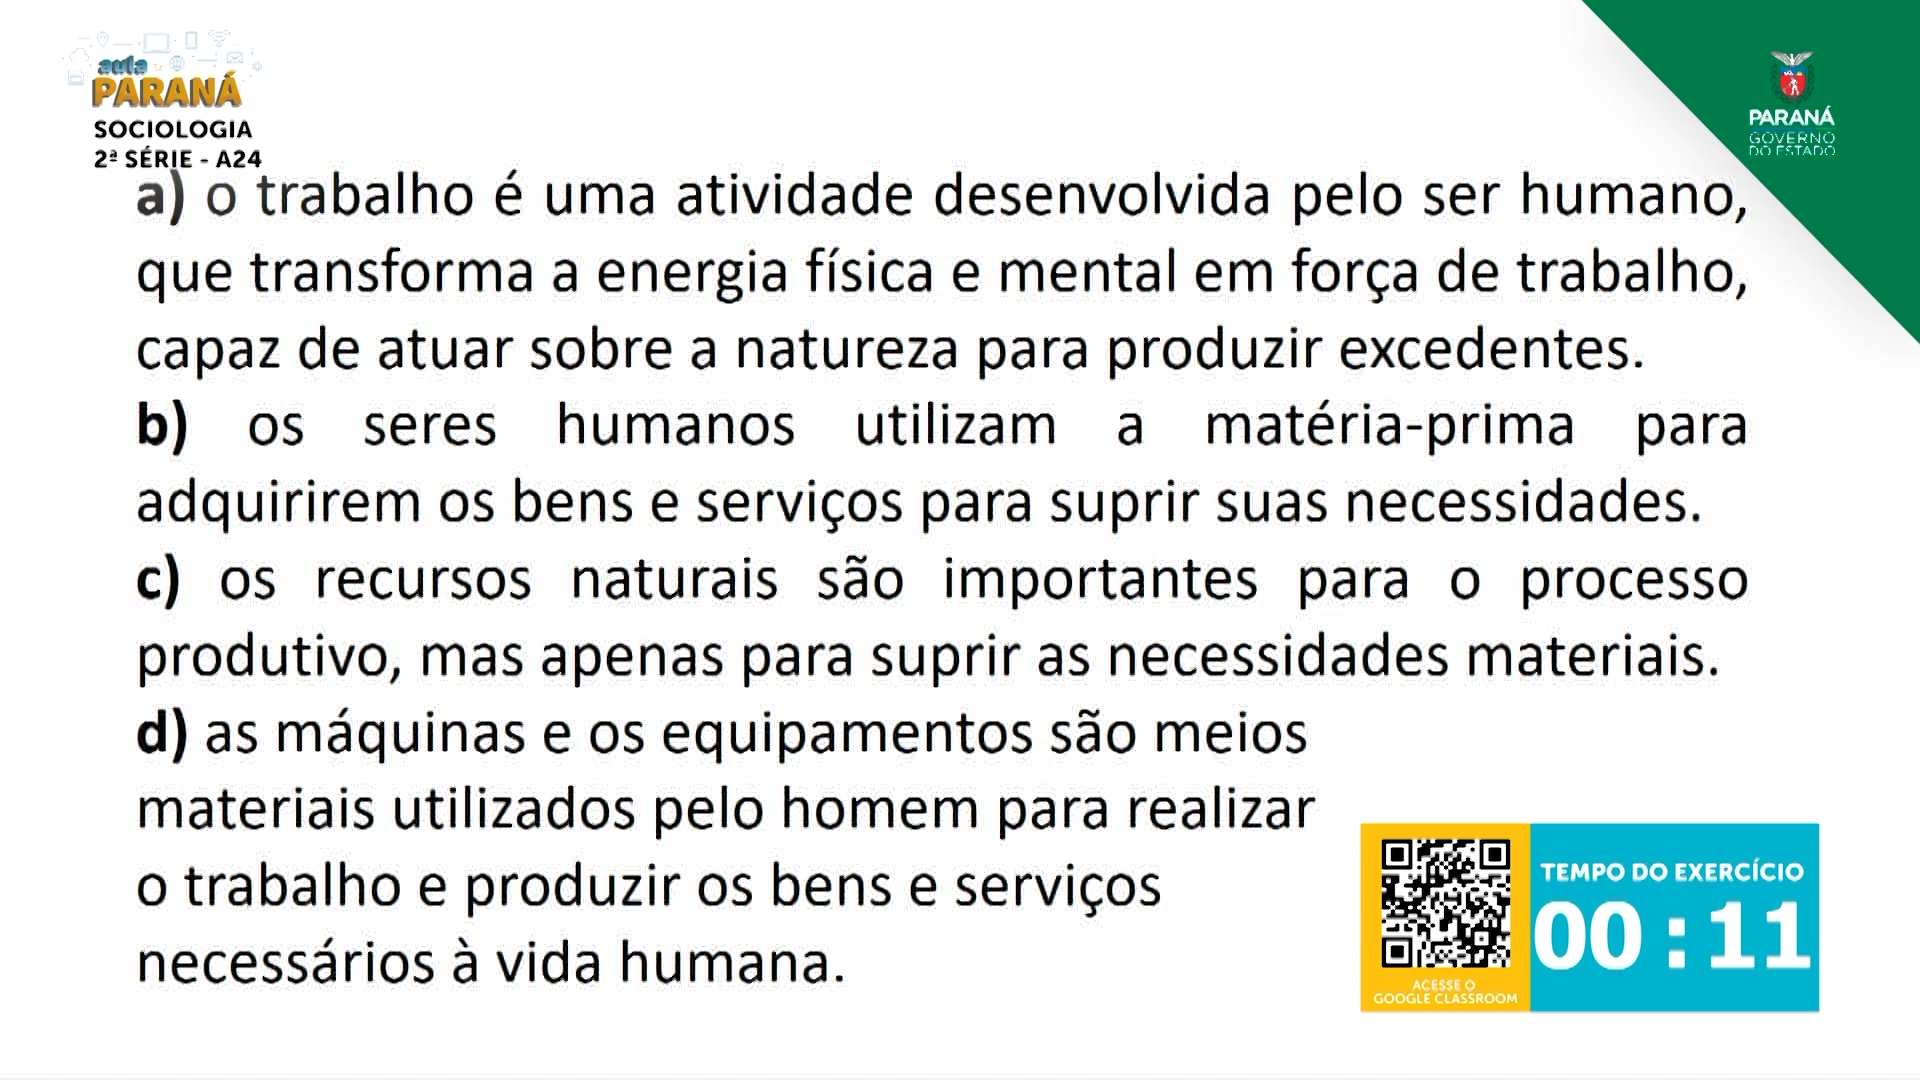 aula
PARANÁ
SOCIOLOGIA
2ª SÉRIE - A24
PARANÁ
GOVERNO
DO ESTADO
a) o trabalho é uma atividade desenvolvida pelo ser humano,
que transforma a energia física e mental em força de trabalho,
capaz de atuar sobre a natureza para produzir excedentes.
b) os seres humanos utilizam a matéria-prima para
adquirirem os bens e serviços para suprir suas necessidades.
c) os recursos naturais são importantes para o processo
produtivo, mas apenas para suprir as necessidades materiais.
d) as máquinas e os equipamentos são meios
materiais utilizados pelo homem para realizar
o trabalho e produzir os bens e serviços
necessários à vida humana.
TEMPO DO EXERCÍCIO
00:11
ACESSE O
GOOGLE CLASSROOM